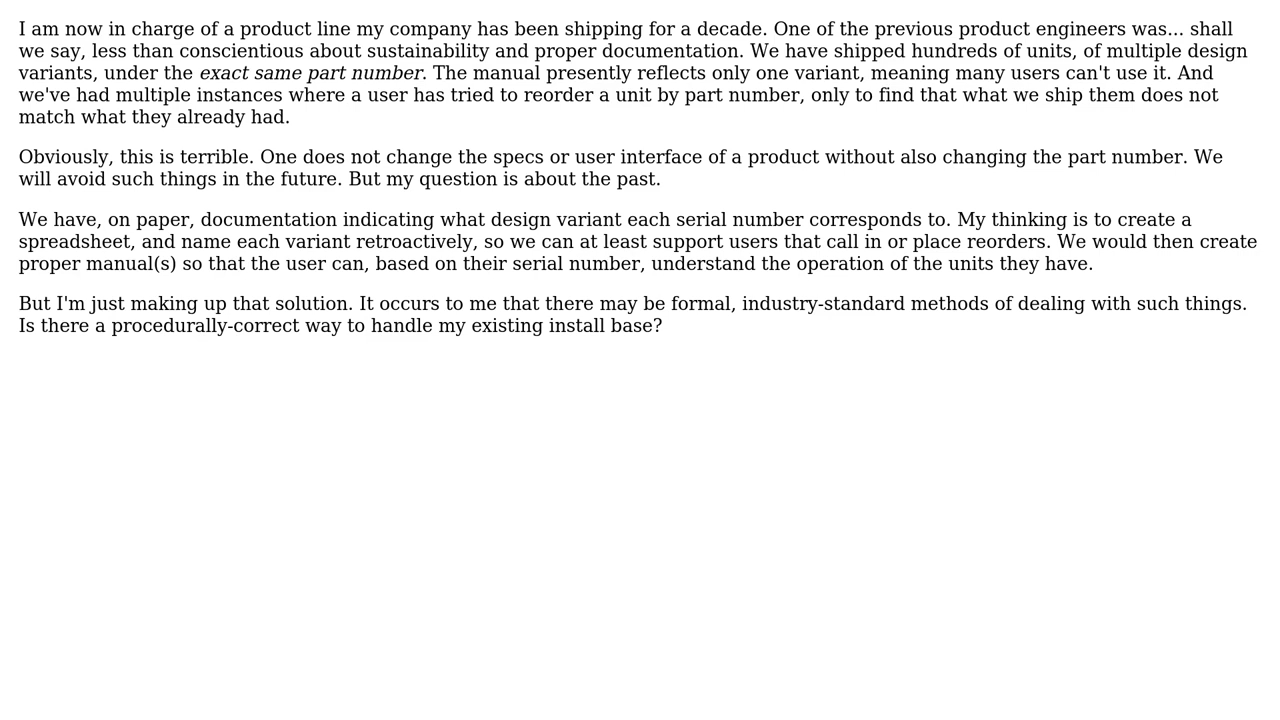 I am now in charge of a product line my company has been shipping for a decade. One of the previous product engineers was... shall
we say, less than conscientious about sustainability and proper documentation. We have shipped hundreds of units, of multiple design
variants, under the exact same part number. The manual presently reflects only one variant, meaning many users can't use it. And
we've had multiple instances where a user has tried to reorder a unit by part number, only to find that what we ship them does not
match what they already had.
Obviously, this is terrible. One does not change the specs or user interface of a product without also changing the part number. We
will avoid such things in the future. But my question is about the past.
We have, on paper, documentation indicating what design variant each serial number corresponds to. My thinking is to create a
spreadsheet, and name each variant retroactively, so we can at least support users that call in or place reorders. We would then create
proper manual(s) so that the user can, based on their serial number, understand the operation of the units they have.
But I'm just making up that solution. It occurs to me that there may be formal, industry-standard methods of dealing with such things.
Is there a procedurally-correct way to handle my existing install base?